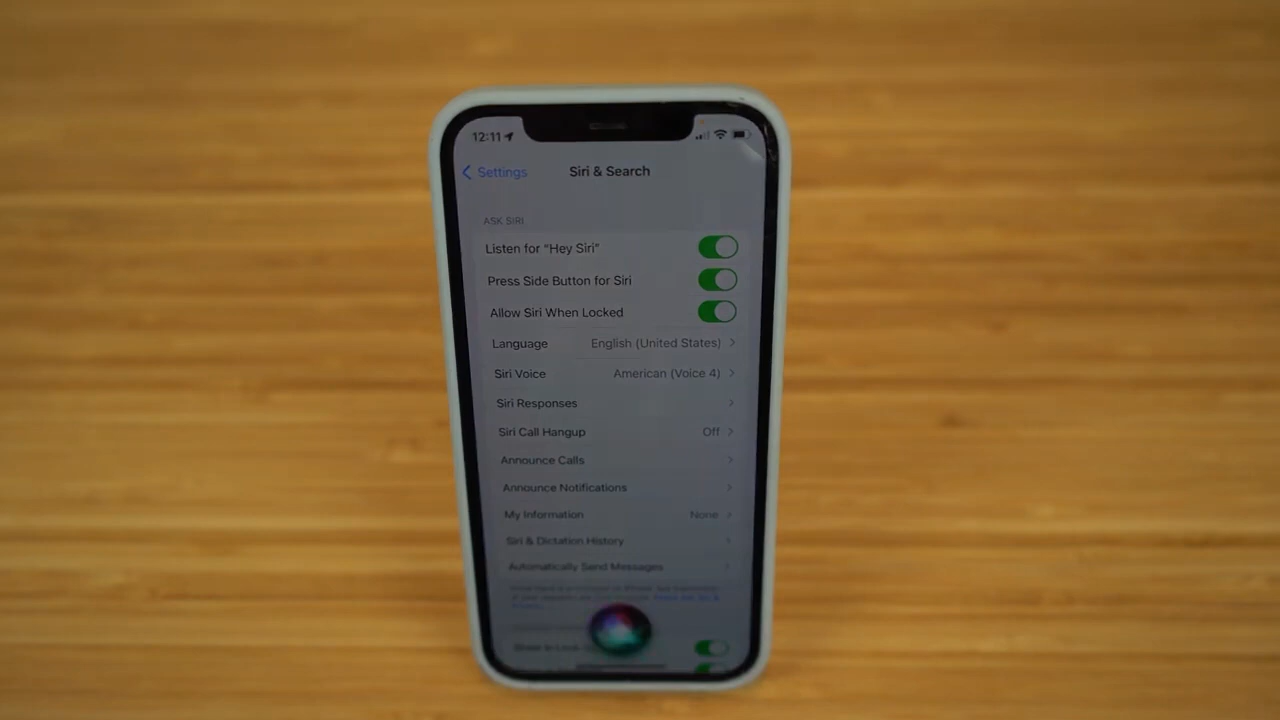 12:11
Settings
Siri & Search
ASK SIRI
Listen for "Hey Siri"
Press Side Button for Siri
Allow Siri When Locked
Language English (United States)
Siri Voice American (Voice 4)
Siri Responses
Siri Call Hangup Off
Announce Calls
Announce Notifications
My Information None
Siri & Dictation History
Automatically Send Messages